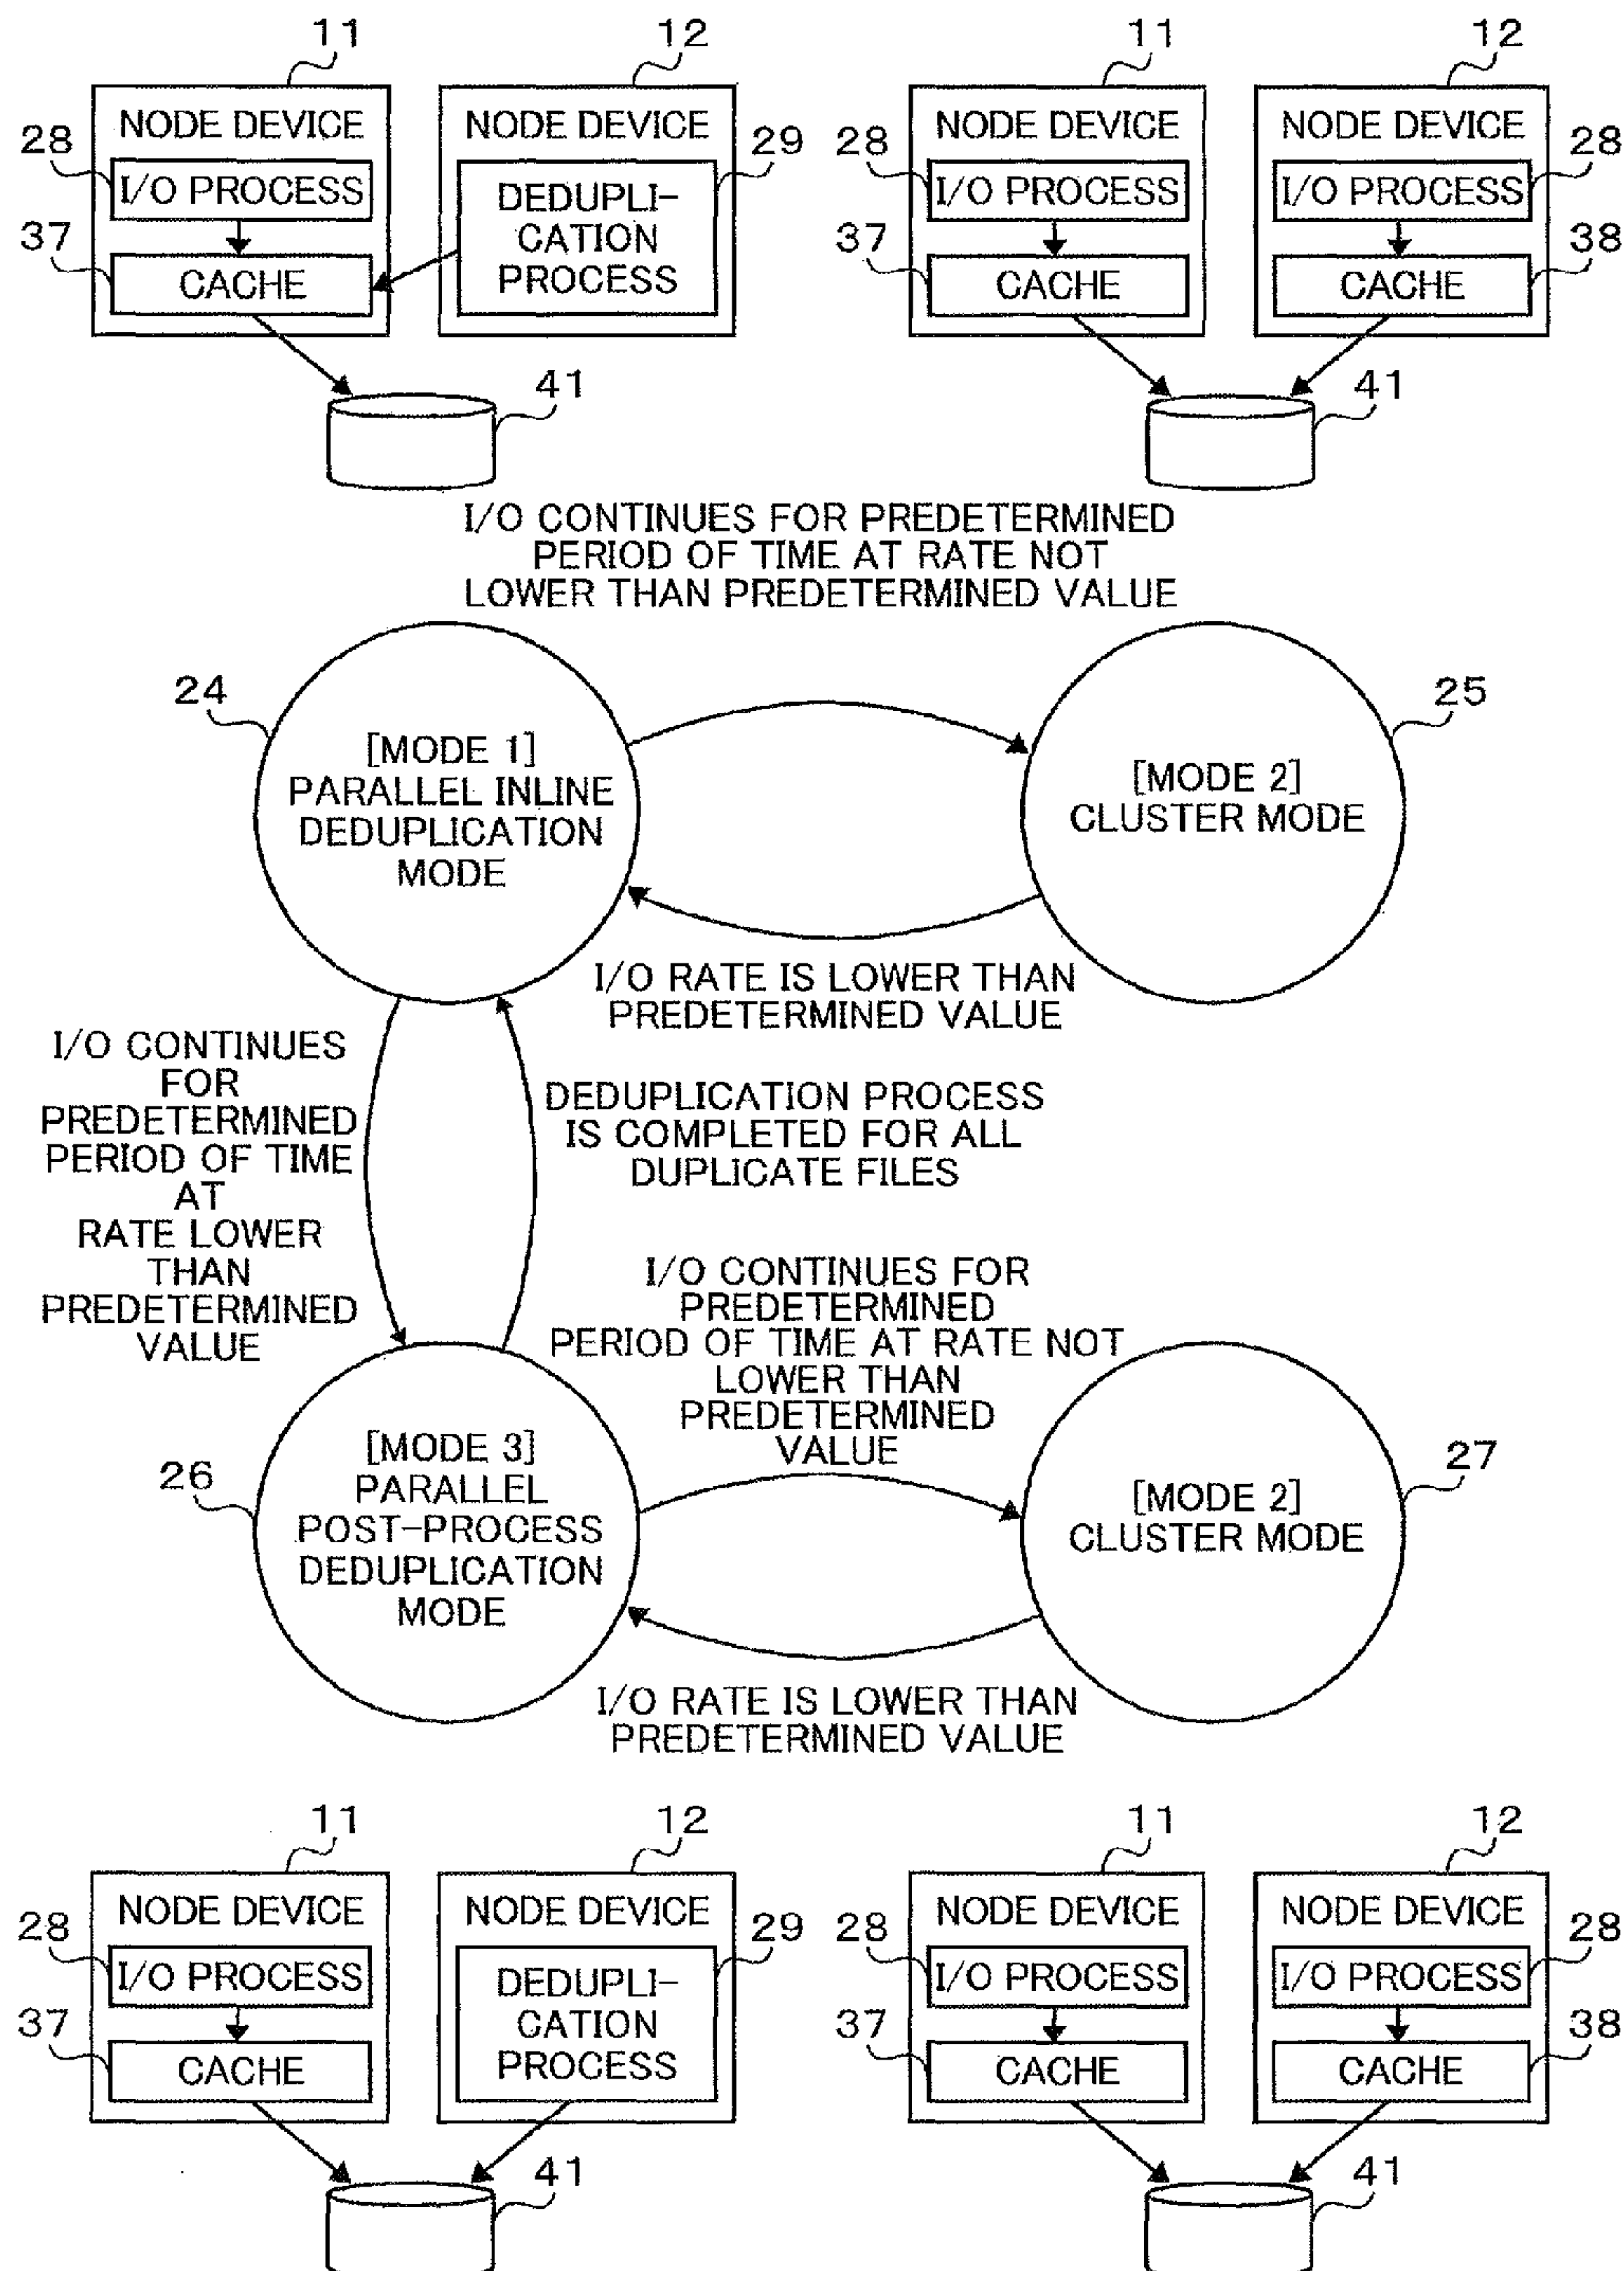 11
12
11
12
NODE DEVICE
NODE DEVICE
NODE DEVICE
NODE DEVICE
28
I/O PROCESS
29
DEDUPLI-
CATION
PROCESS
28
I/O PROCESS
I/O PROCESS
28
37
CACHE
37
CACHE
CACHE
38
41
41
I/O CONTINUES FOR PREDETERMINED
PERIOD OF TIME AT RATE NOT
LOWER THAN PREDETERMINED VALUE
24
[MODE 1]
PARALLEL INLINE
DEDUPLICATION
MODE
25
[MODE 2]
CLUSTER MODE
I/O RATE IS LOWER THAN
PREDETERMINED VALUE
I/O CONTINUES
FOR
PREDETERMINED
PERIOD OF TIME
AT
RATE LOWER
THAN
PREDETERMINED
VALUE
DEDUPLICATION PROCESS
IS COMPLETED FOR ALL
DUPLICATE FILES
I/O CONTINUES FOR
PREDETERMINED
PERIOD OF TIME AT RATE NOT
LOWER THAN
PREDETERMINED
VALUE
26
[MODE 3]
PARALLEL
POST-PROCESS
DEDUPLICATION
MODE
27
[MODE 2]
CLUSTER MODE
I/O RATE IS LOWER THAN
PREDETERMINED VALUE
11
12
11
12
NODE DEVICE
NODE DEVICE
NODE DEVICE
NODE DEVICE
28
I/O PROCESS
29
DEDUPLI-
CATION
PROCESS
28
I/O PROCESS
I/O PROCESS
28
37
CACHE
37
CACHE
CACHE
38
41
41